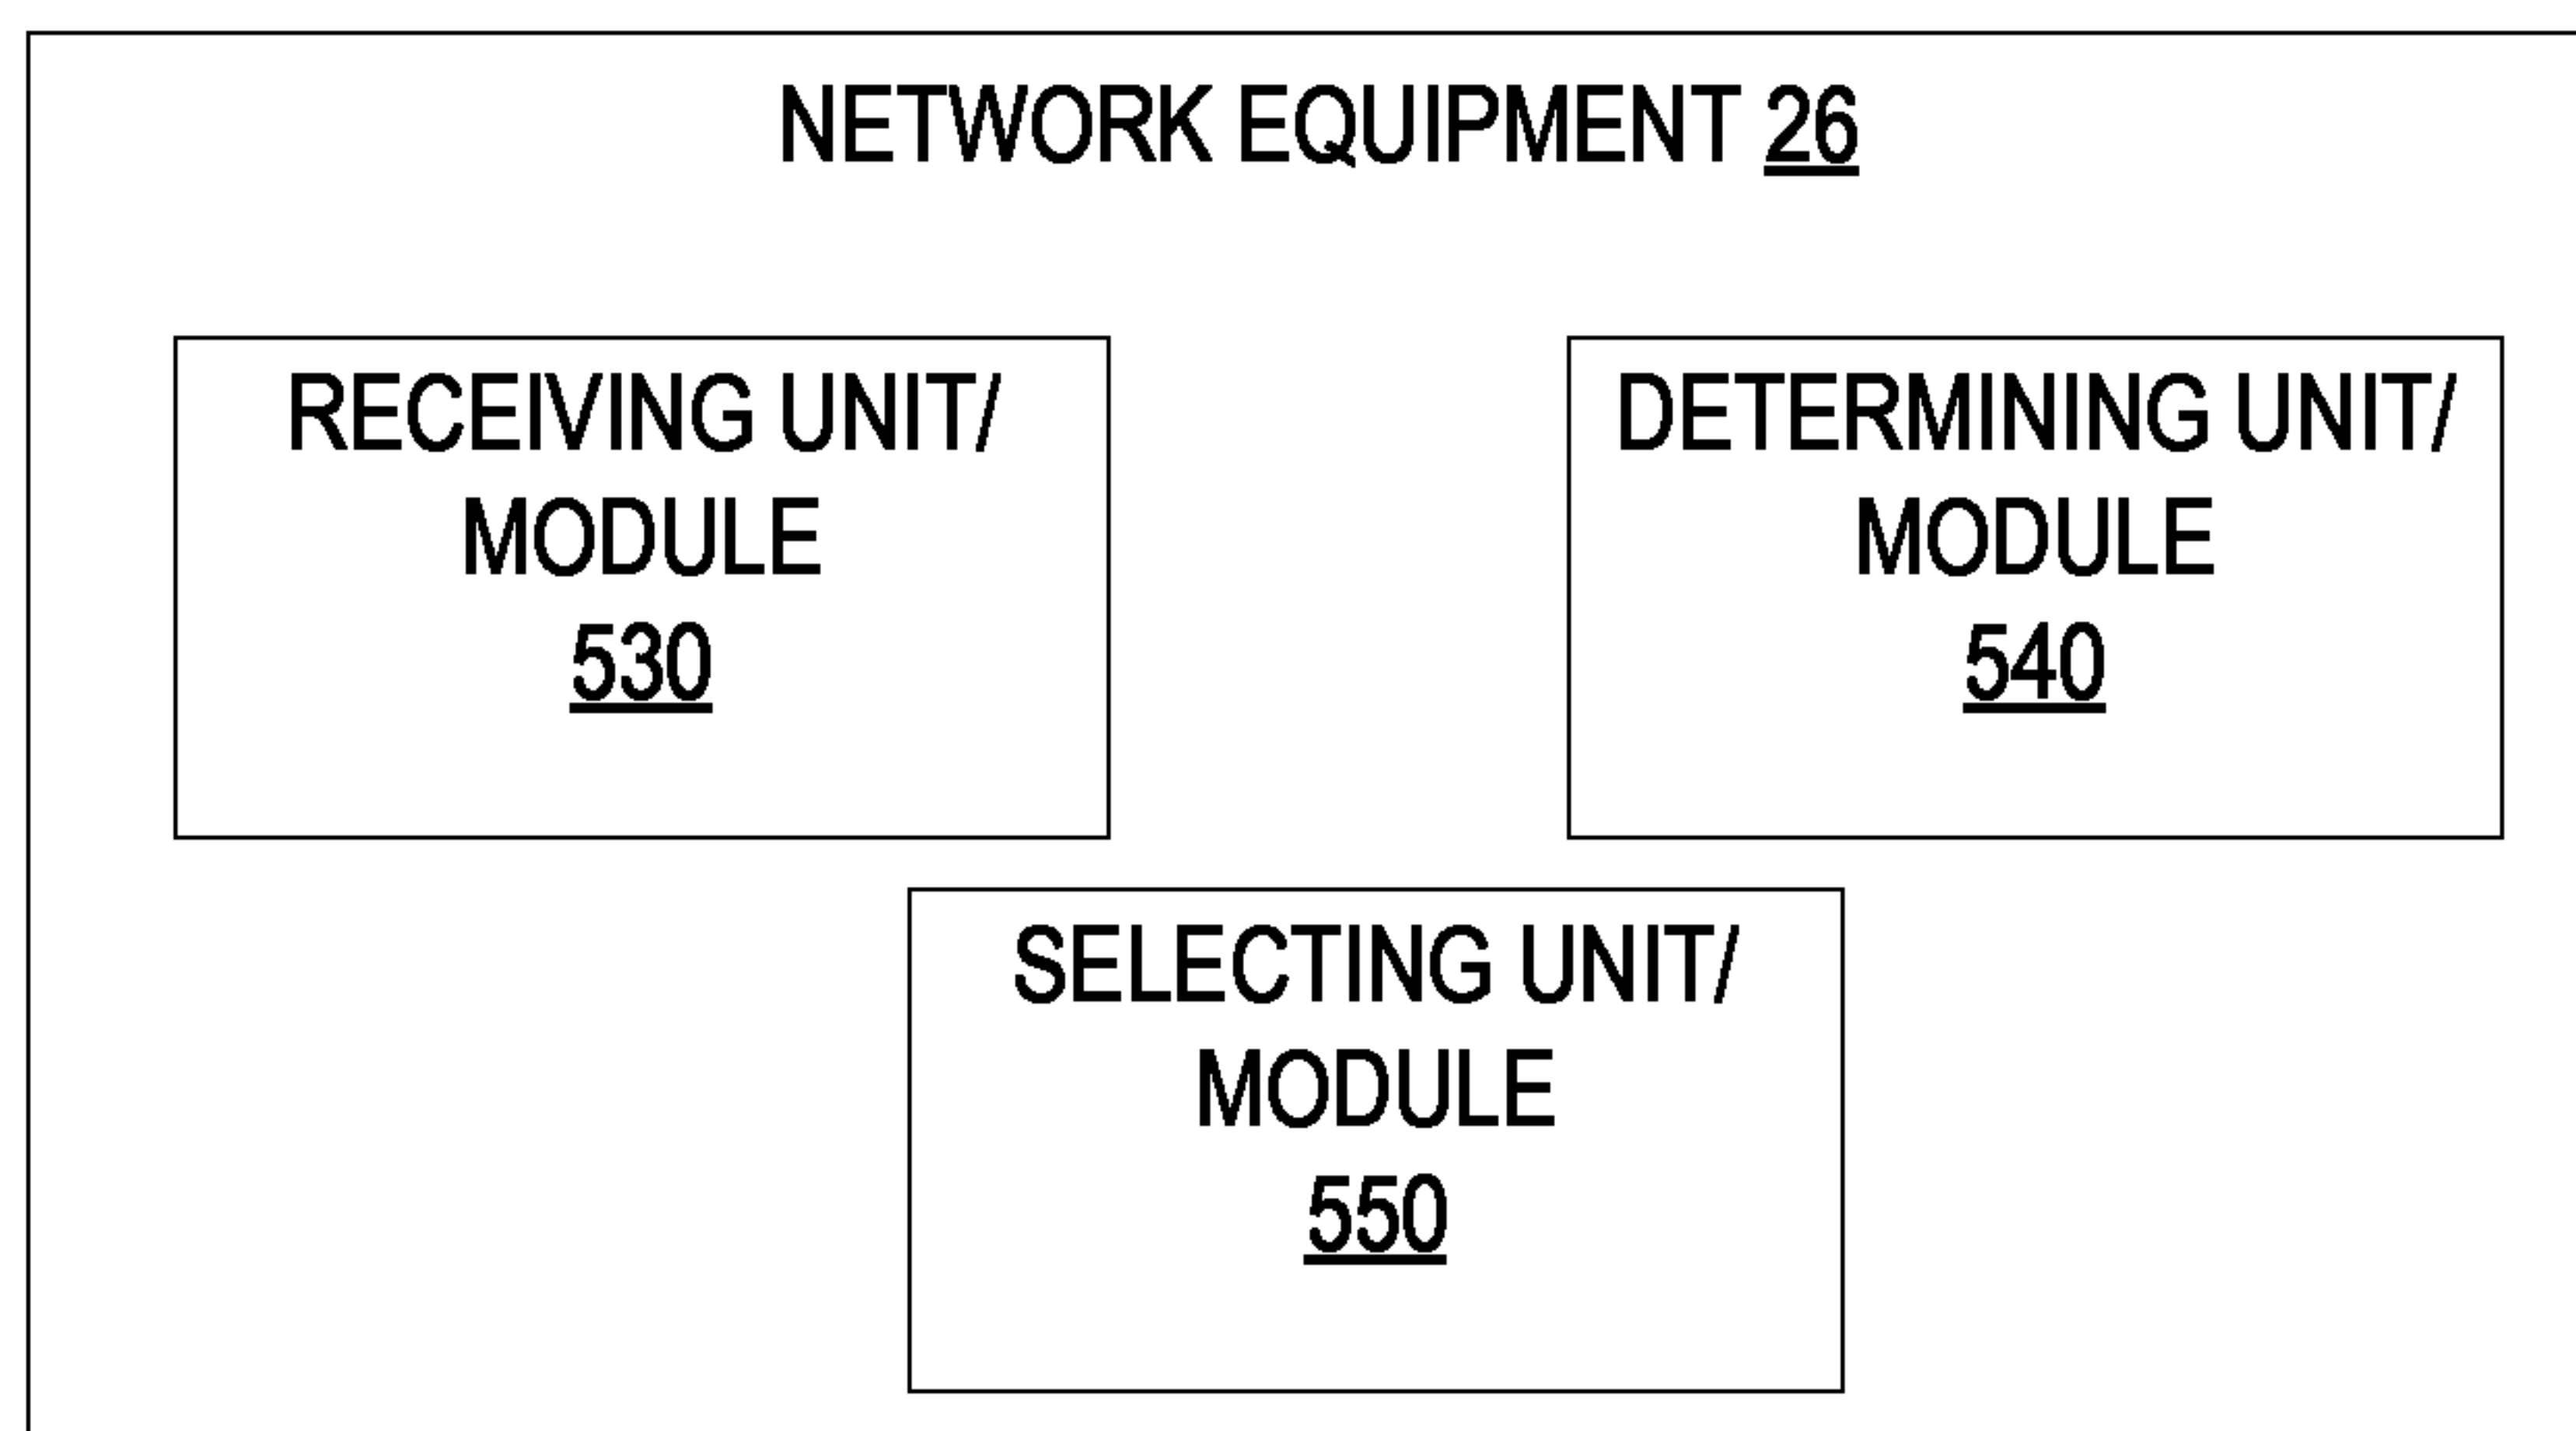 NETWORK EQUIPMENT 26
RECEIVING UNIT/
MODULE
530
DETERMINING UNIT/
MODULE
540
SELECTING UNIT/
MODULE
550